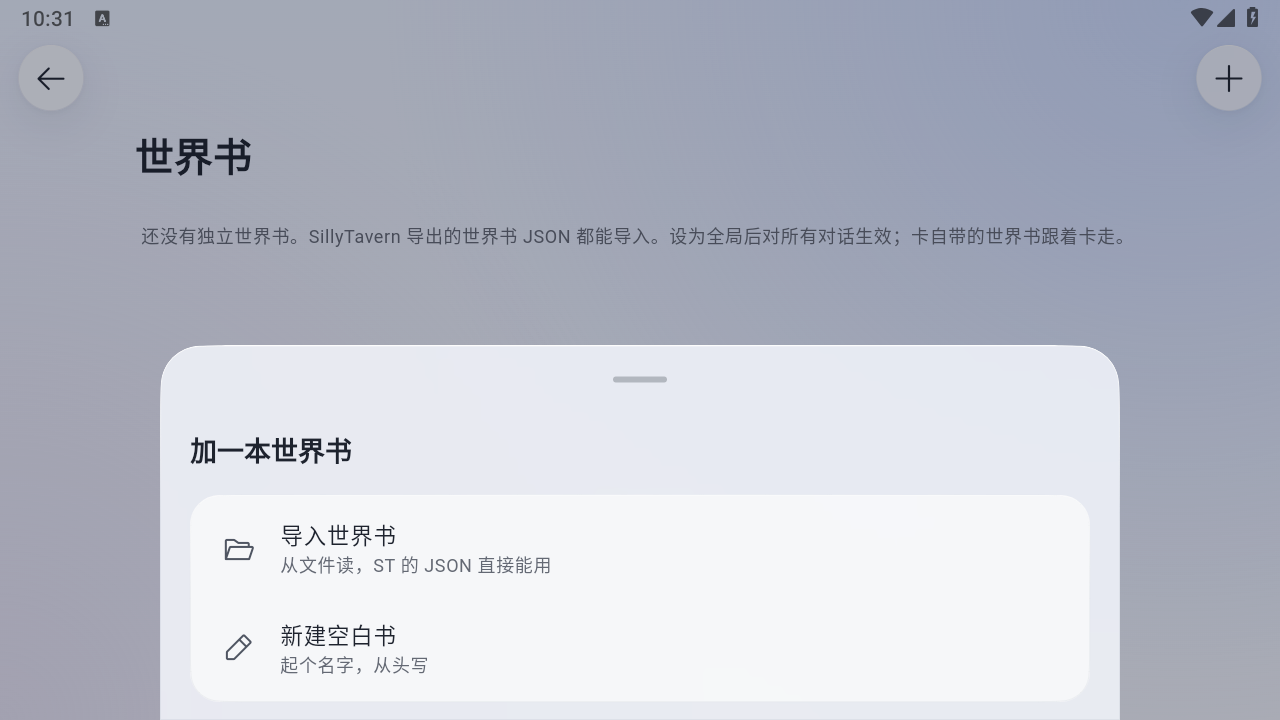 10:31
世界书
还没有独立世界书。SillyTavern 导出的世界书 JSON 都能导入。设为全局后对所有对话生效；卡自带的世界书跟着卡走。
加一本世界书
导入世界书
从文件读，ST 的 JSON 直接能用
新建空白书
起个名字，从头写